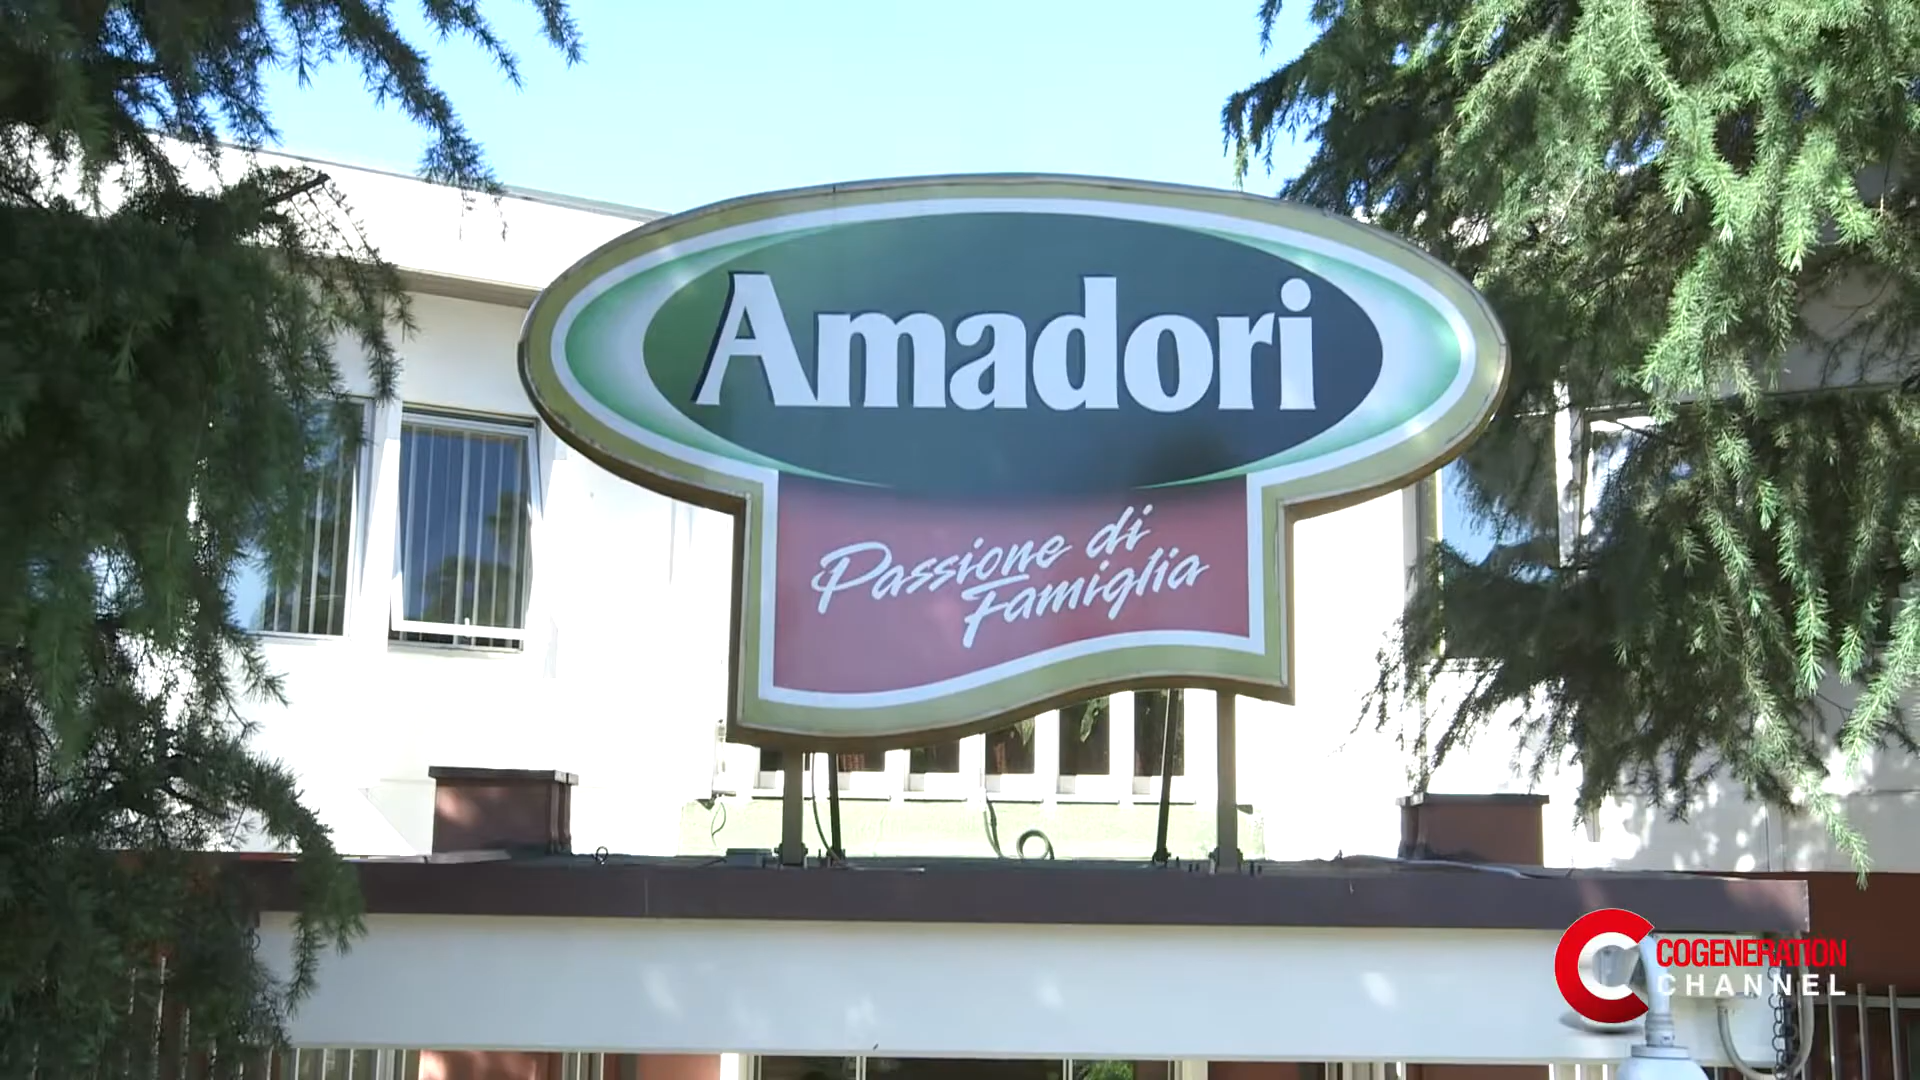 Amadori
Passione di
Famiglia
COGENERATION
CHANNEL